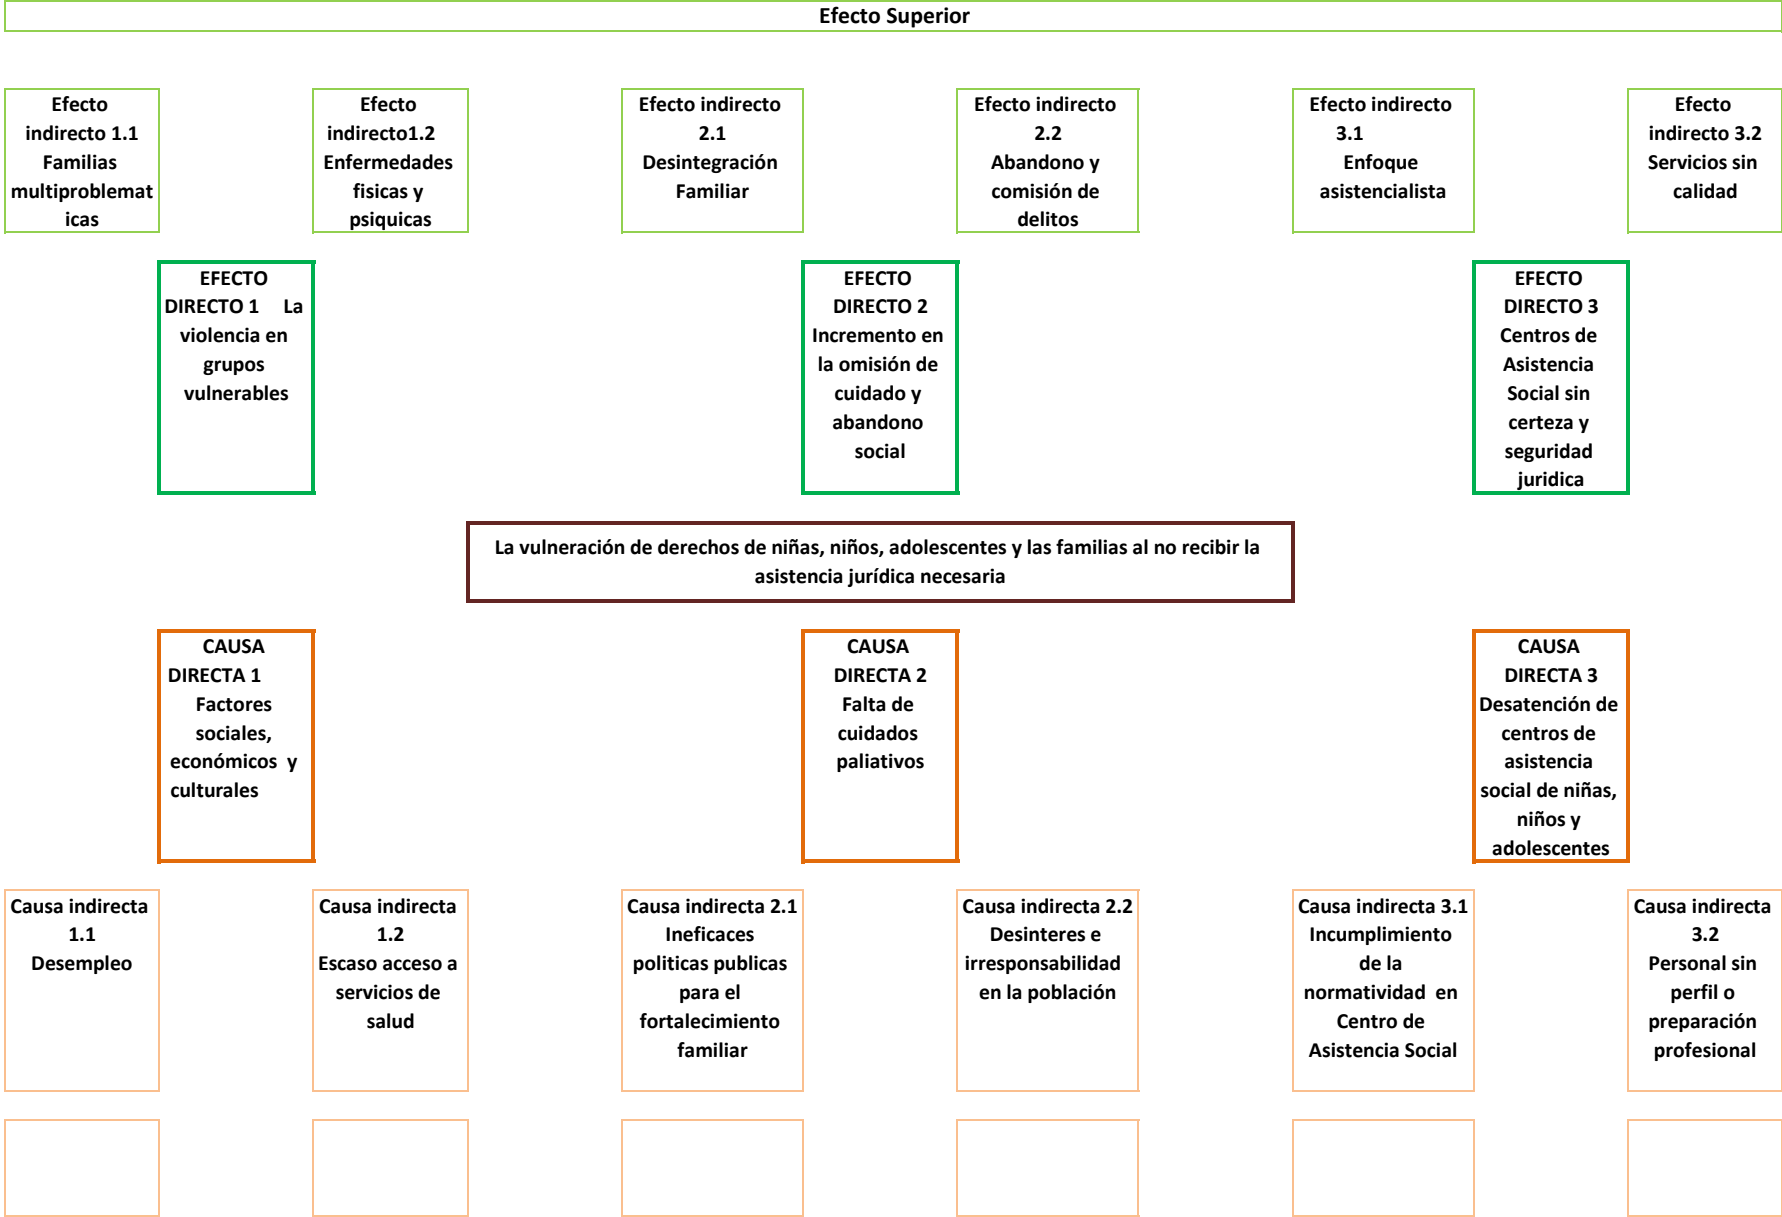 Efecto Superior
Efecto
indirecto 1.1
Familias
multiproblemat
icas
Efecto
indirecto1.2
Enfermedades
fisicas y
psiquicas
Efecto indirecto
2.1
Desintegración
Familiar
Efecto indirecto
2.2
Abandono y
comisión de
delitos
Efecto indirecto
3.1
Enfoque
asistencialista
Efecto
indirecto 3.2
Servicios sin
calidad
EFECTO
DIRECTO 1 La
violencia en
grupos
vulnerables
EFECTO
DIRECTO 2
Incremento en
la omisión de
cuidado y
abandono
social
EFECTO
DIRECTO 3
Centros de
Asistencia
Social sin
certeza y
seguridad
juridica
La vulneración de derechos de niñas, niños, adolescentes y las familias al no recibir la
asistencia jurídica necesaria
CAUSA
DIRECTA 1
Factores
sociales,
económicos y
culturales
CAUSA
DIRECTA 2
Falta de
cuidados
paliativos
CAUSA
DIRECTA 3
Desatención de
centros de
asistencia
social de niñas,
niños y
adolescentes
Causa indirecta
1.1
Desempleo
Causa indirecta
1.2
Escaso acceso a
servicios de
salud
Causa indirecta 2.1
Ineficaces
politicas publicas
para el
fortalecimiento
familiar
Causa indirecta 2.2
Desinteres e
irresponsabilidad
en la población
Causa indirecta 3.1
Incumplimiento
de la
normatividad en
Centro de
Asistencia Social
Causa indirecta
3.2
Personal sin
perfil o
preparación
profesional